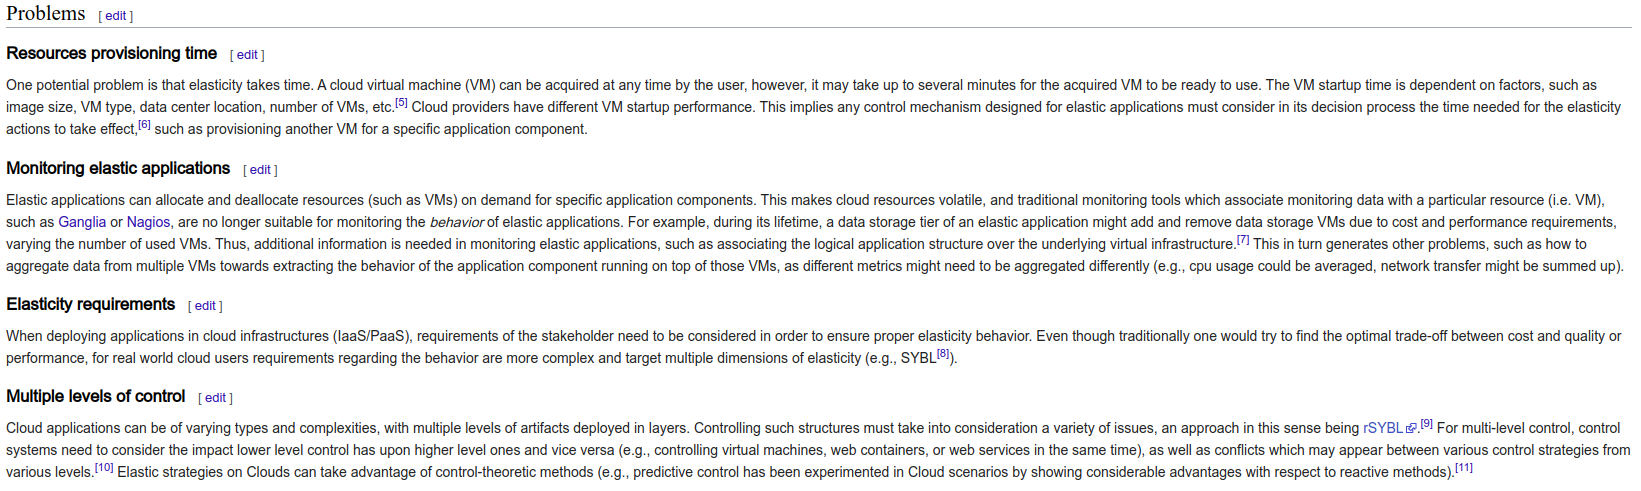 Problems [ edit ]
Resources provisioning time [ edit ]
One potential problem is that elasticity takes time. A cloud virtual machine (VM) can be acquired at any time by the user, however, it may take up to several minutes for the acquired VM to be ready to use. The VM startup time is dependent on factors, such as
image size, VM type, data center location, number of VMs, etc.[5] Cloud providers have different VM startup performance. This implies any control mechanism designed for elastic applications must consider in its decision process the time needed for the elasticity
actions to take effect,[6] such as provisioning another VM for a specific application component.
Monitoring elastic applications [ edit ]
Elastic applications can allocate and deallocate resources (such as VMs) on demand for specific application components. This makes cloud resources volatile, and traditional monitoring tools which associate monitoring data with a particular resource (i.e. VM),
such as Ganglia or Nagios, are no longer suitable for monitoring the behavior of elastic applications. For example, during its lifetime, a data storage tier of an elastic application might add and remove data storage VMs due to cost and performance requirements,
varying the number of used VMs. Thus, additional information is needed in monitoring elastic applications, such as associating the logical application structure over the underlying virtual infrastructure.[7] This in turn generates other problems, such as how to
aggregate data from multiple VMs towards extracting the behavior of the application component running on top of those VMs, as different metrics might need to be aggregated differently (e.g., cpu usage could be averaged, network transfer might be summed up).
Elasticity requirements [ edit ]
When deploying applications in cloud infrastructures (IaaS/PaaS), requirements of the stakeholder need to be considered in order to ensure proper elasticity behavior. Even though traditionally one would try to find the optimal trade-off between cost and quality or
performance, for real world cloud users requirements regarding the behavior are more complex and target multiple dimensions of elasticity (e.g., SYBL[8]).
Multiple levels of control [ edit ]
Cloud applications can be of varying types and complexities, with multiple levels of artifacts deployed in layers. Controlling such structures must take into consideration a variety of issues, an approach in this sense being rSYBL.[9] For multi-level control, control
systems need to consider the impact lower level control has upon higher level ones and vice versa (e.g., controlling virtual machines, web containers, or web services in the same time), as well as conflicts which may appear between various control strategies from
various levels.[10] Elastic strategies on Clouds can take advantage of control-theoretic methods (e.g., predictive control has been experimented in Cloud scenarios by showing considerable advantages with respect to reactive methods).[11]